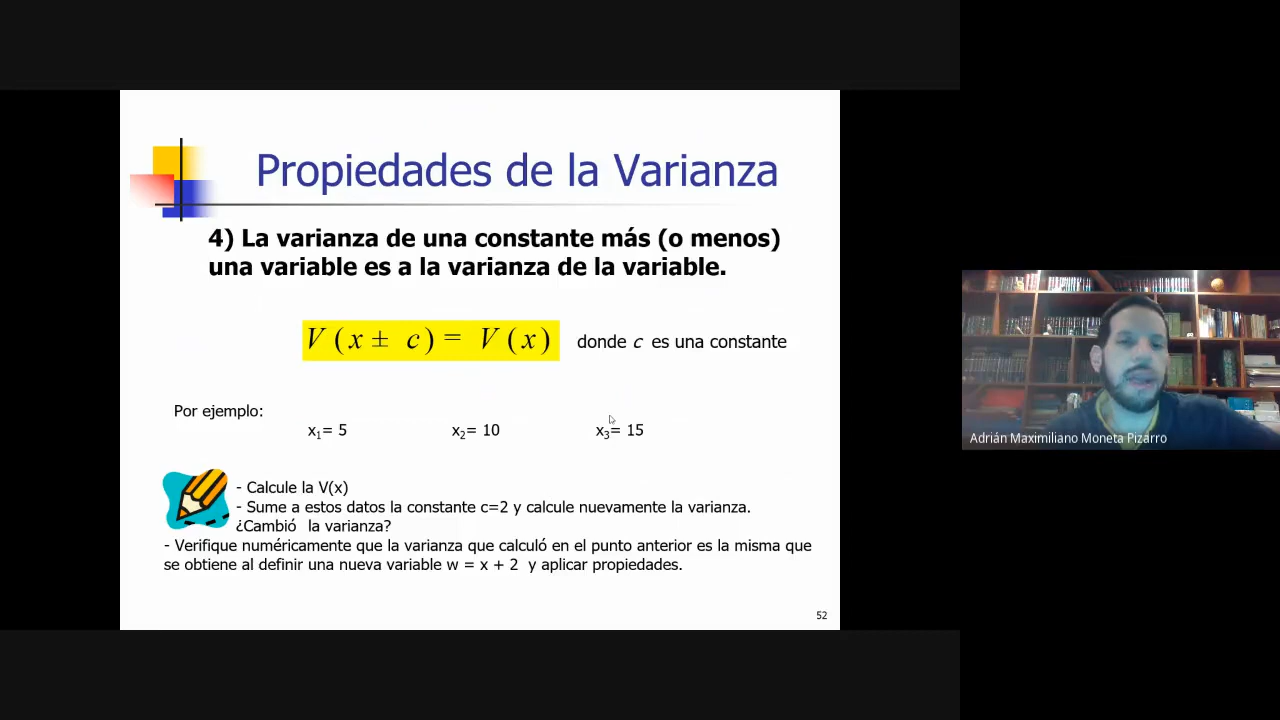 Propiedades de la Varianza
4) La varianza de una constante más (o menos)
una variable es a la varianza de la variable.
V ( x ± c ) = V ( x ) donde c es una constante
Por ejemplo:
x₁= 5 x₂= 10 x₃= 15
- Calcule la V(x)
- Sume a estos datos la constante c=2 y calcule nuevamente la varianza.
¿Cambió la varianza?
- Verifique numéricamente que la varianza que calculó en el punto anterior es la misma que
se obtiene al definir una nueva variable w = x + 2 y aplicar propiedades.
52
Adrián Maximiliano Moneta Pizarro